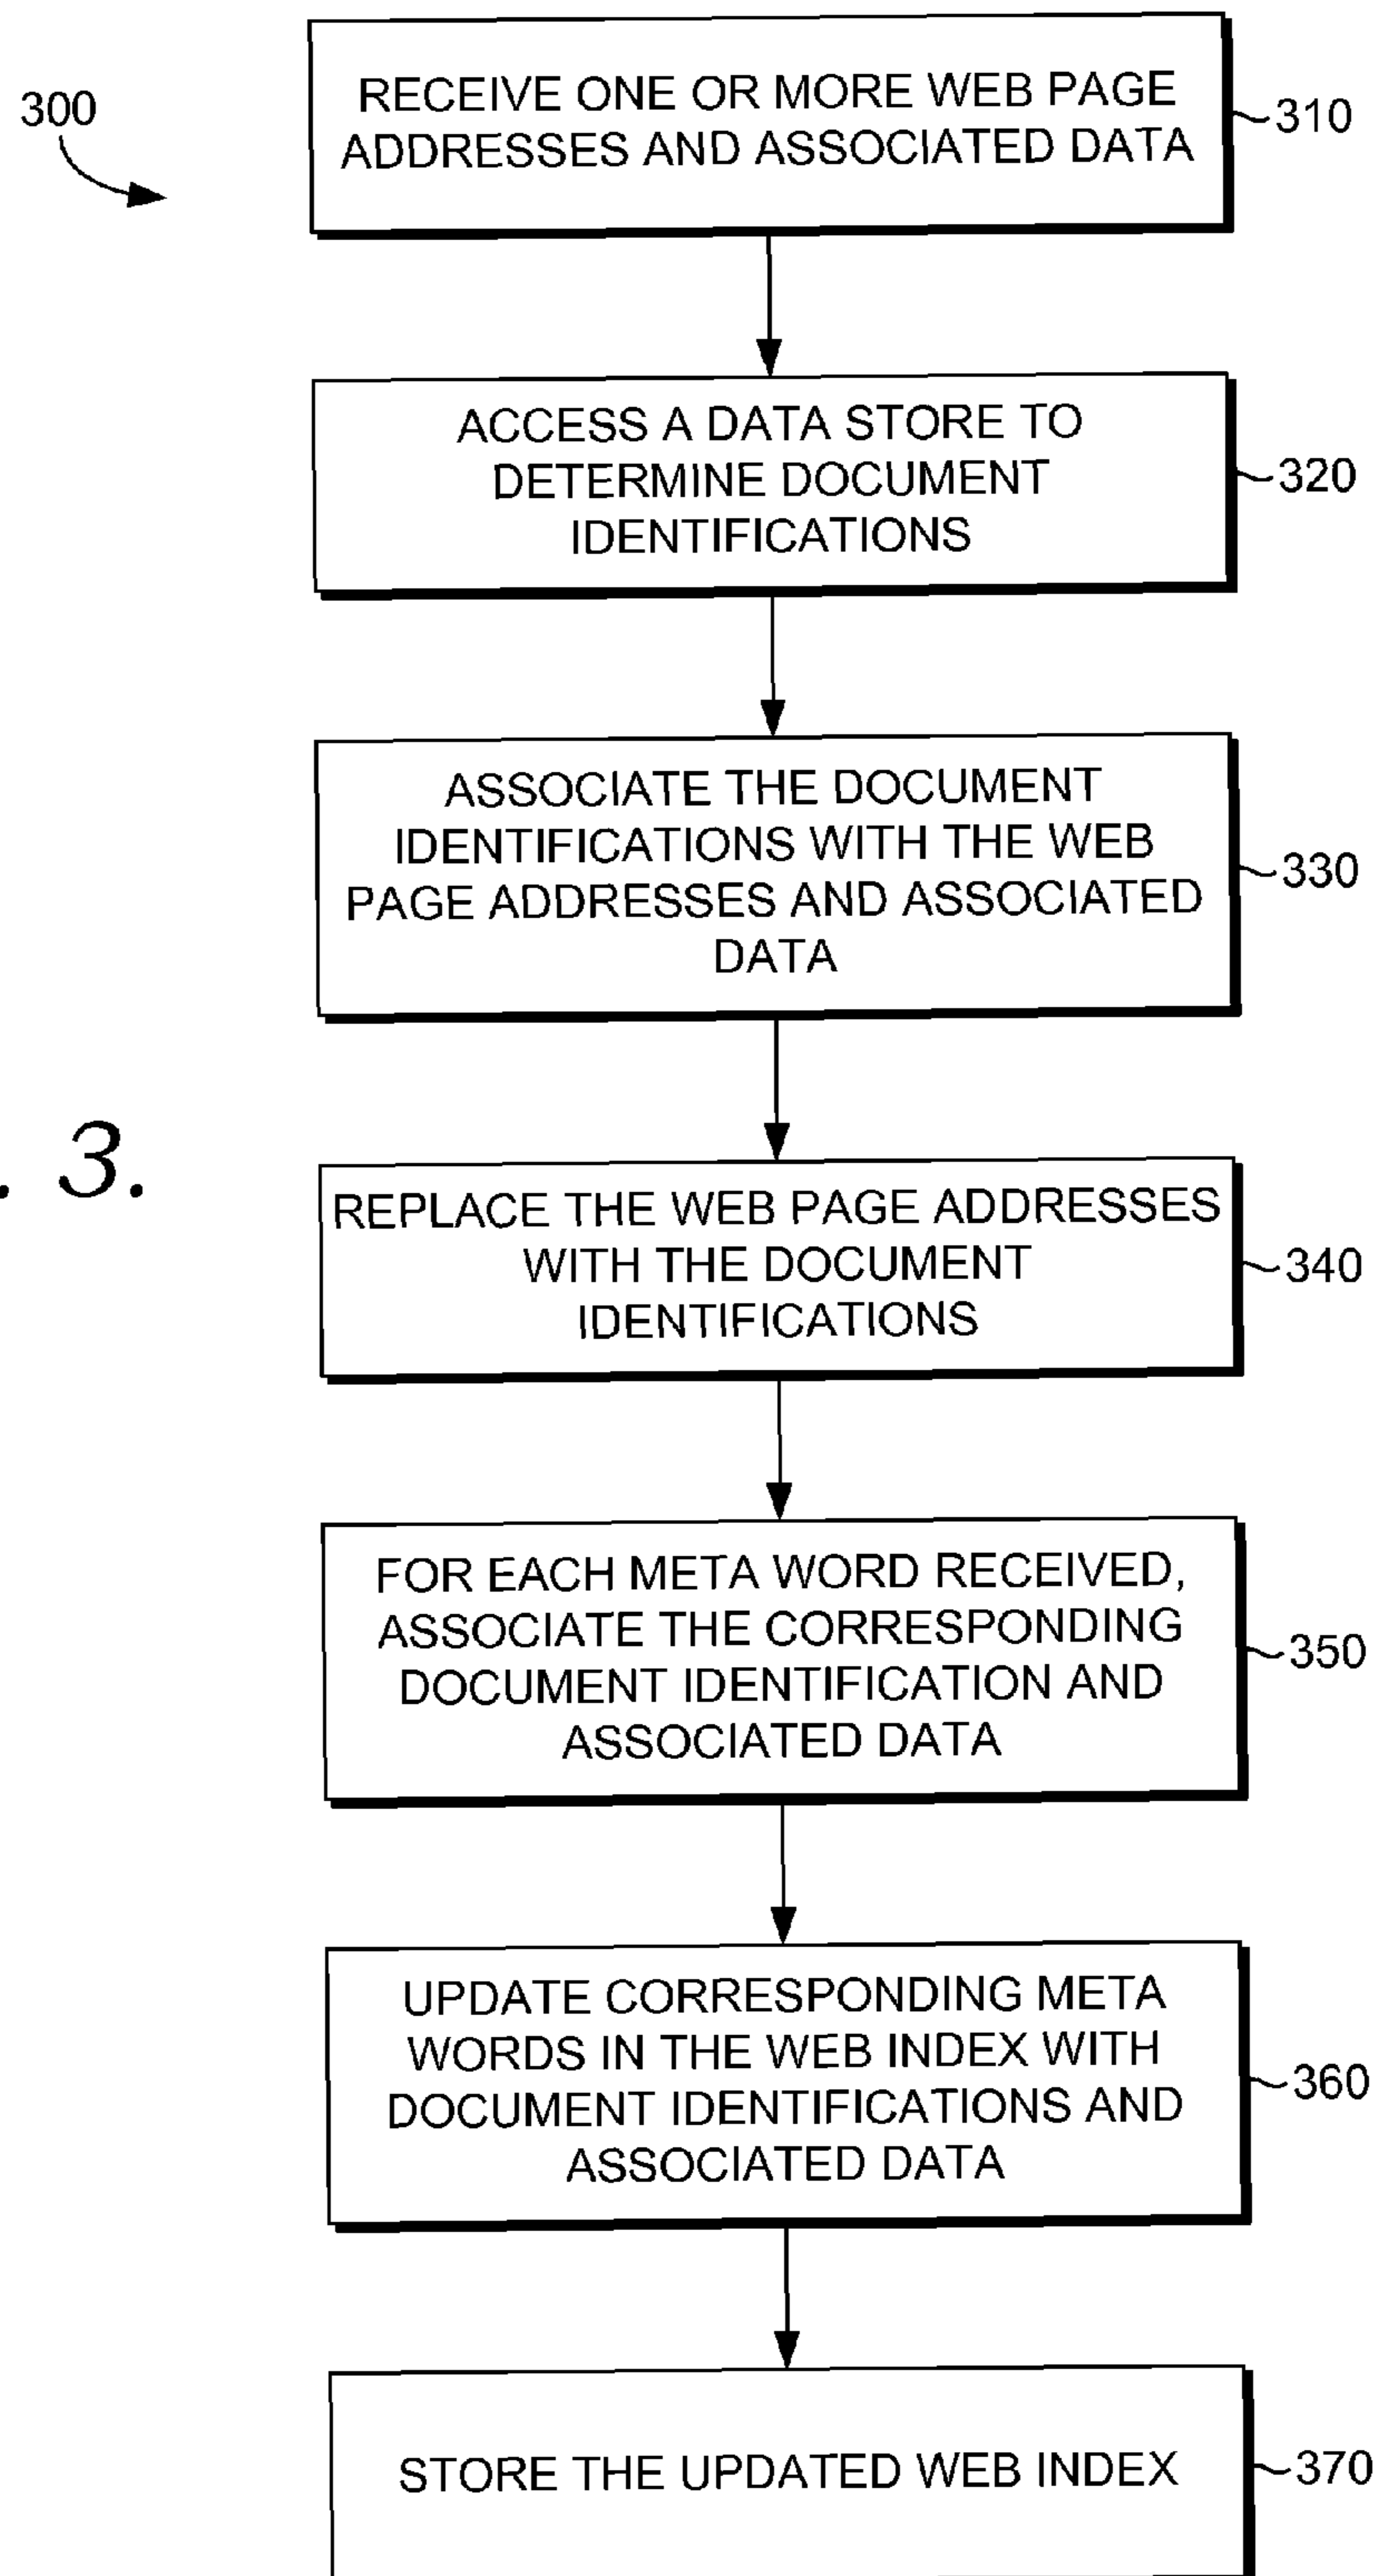 300
RECEIVE ONE OR MORE WEB PAGE
ADDRESSES AND ASSOCIATED DATA
310
ACCESS A DATA STORE TO
DETERMINE DOCUMENT
IDENTIFICATIONS
320
ASSOCIATE THE DOCUMENT
IDENTIFICATIONS WITH THE WEB
PAGE ADDRESSES AND ASSOCIATED
DATA
330
. 3.
REPLACE THE WEB PAGE ADDRESSES
WITH THE DOCUMENT
IDENTIFICATIONS
340
FOR EACH META WORD RECEIVED,
ASSOCIATE THE CORRESPONDING
DOCUMENT IDENTIFICATION AND
ASSOCIATED DATA
350
UPDATE CORRESPONDING META
WORDS IN THE WEB INDEX WITH
DOCUMENT IDENTIFICATIONS AND
ASSOCIATED DATA
360
STORE THE UPDATED WEB INDEX
370